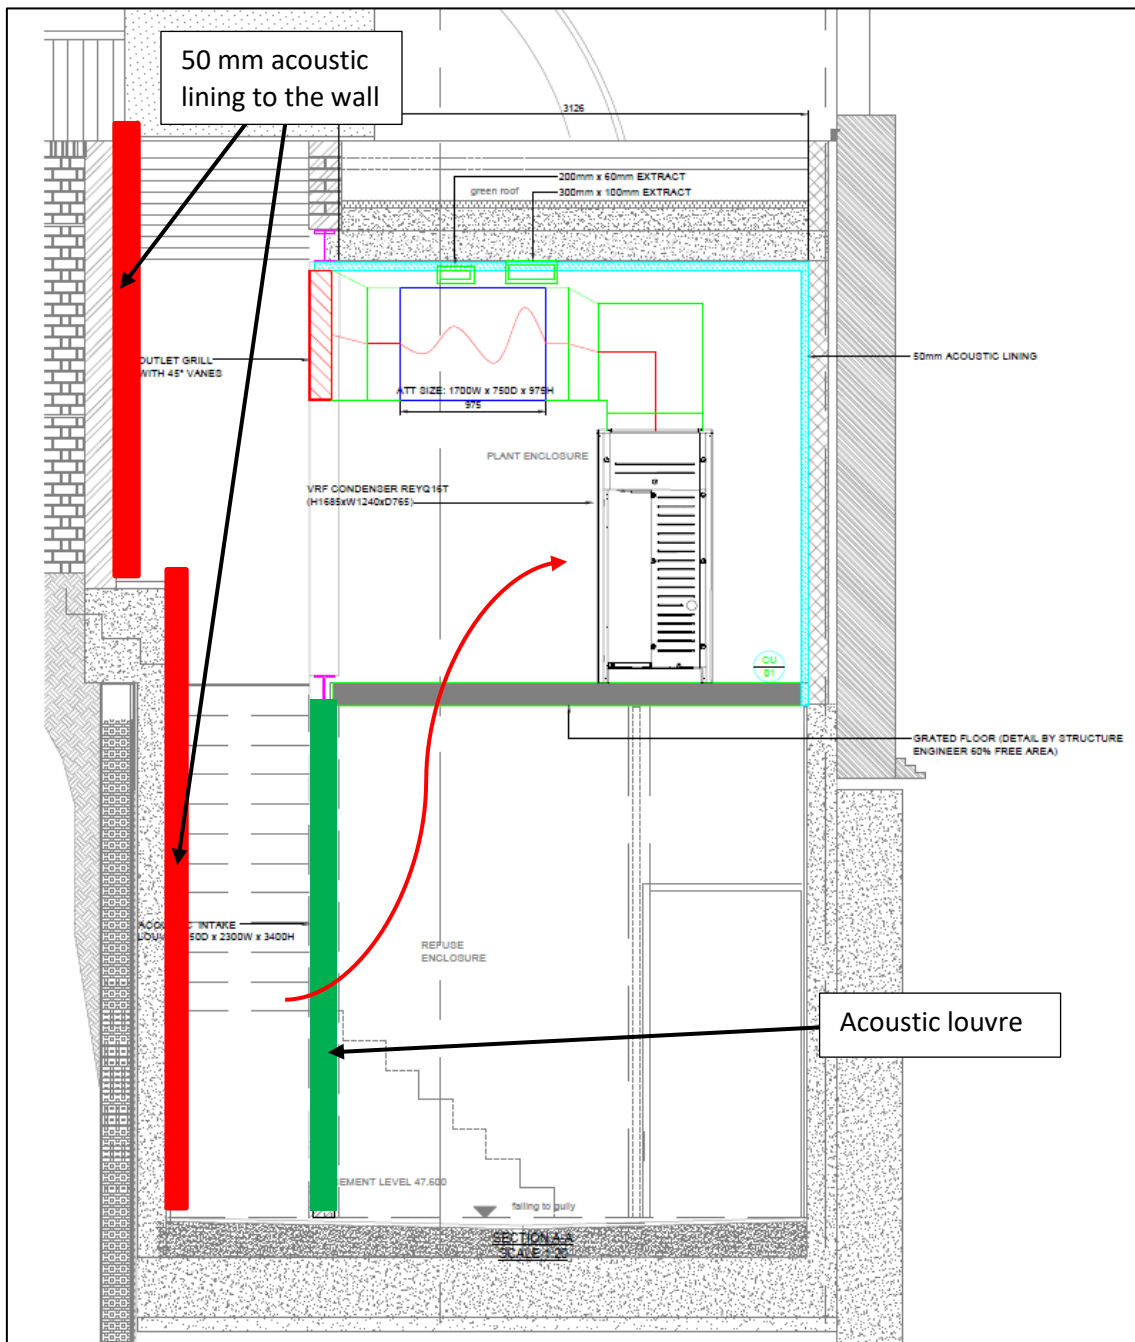 50 mm acoustic
lining to the wall
3126
200mm x 60mm EXTRACT
green roof
300mm x 100mm EXTRACT
OUTLET GRILL
WITH 45° VANES
50mm ACOUSTIC LINING
ATT SIZE: 1700W x 750D x 975H
975
PLANT ENCLOSURE
VRF CONDENSER REYQ16T
(H1685xW1240xD765)
CU
01
GRATED FLOOR (DETAIL BY STRUCTURE
ENGINEER 60% FREE AREA)
INTAKE
50D x 2300W x 3400H
REFUSE
ENCLOSURE
Acoustic louvre
EMENT LEVEL 47.600
falling to gully
SECTION A-A
SCALE 1:20